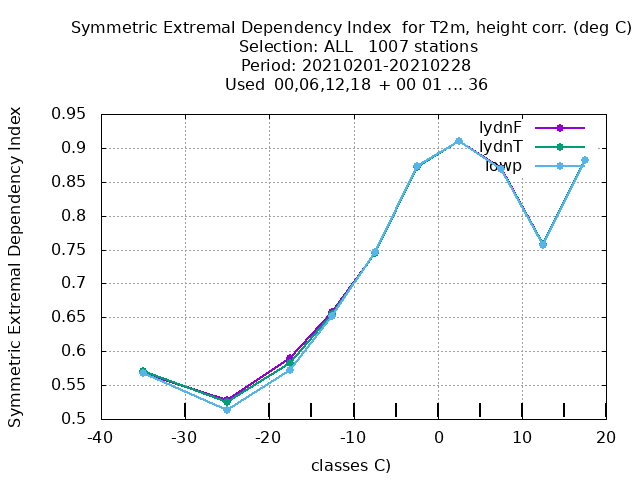 Symmetric Extremal Dependency Index  for T2m, height corr. (deg C)
Selection: ALL   1007 stations
Period: 20210201-20210228
Used  00,06,12,18  + 00 01 ... 36
Symmetric Extremal Dependency Index
0.95
0.9
0.85
0.8
0.75
0.7
0.65
0.6
0.55
0.5
lydnF
lydnT
lowp
-40
-30
-20
-10
0
10
20
classes C)